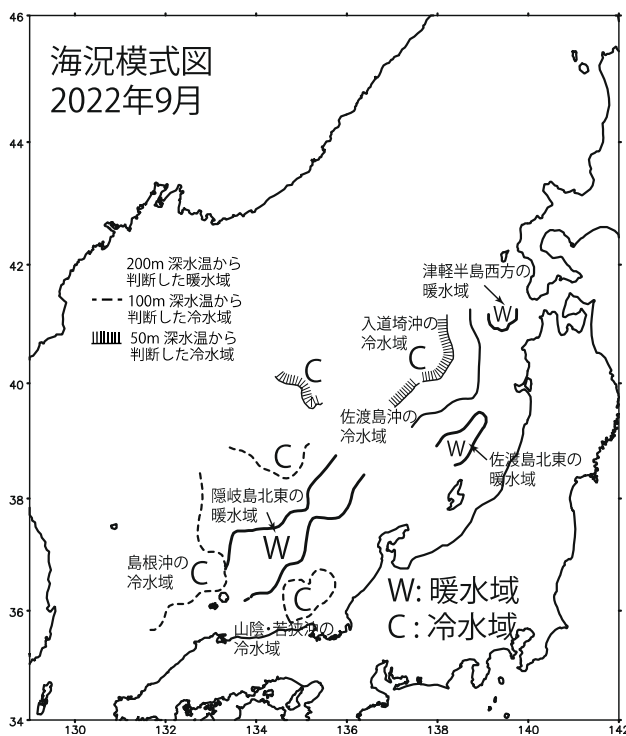 海況模式図
2022年9月
200m 深水温から
判断した暖水域
100m 深水温から
判断した冷水域
50m 深水温から
判断した冷水域
津軽半島西方の
暖水域
W
入道埼沖の
冷水域
C
C
佐渡島沖の
冷水域
W
佐渡島北東の
暖水域
C
隠岐島北東の
暖水域
W
島根沖の
冷水域
C
C
山陰・若狭沖の
冷水域
W: 暖水域
C : 冷水域
46
44
42
40
38
36
34
130
132
134
136
138
140
142